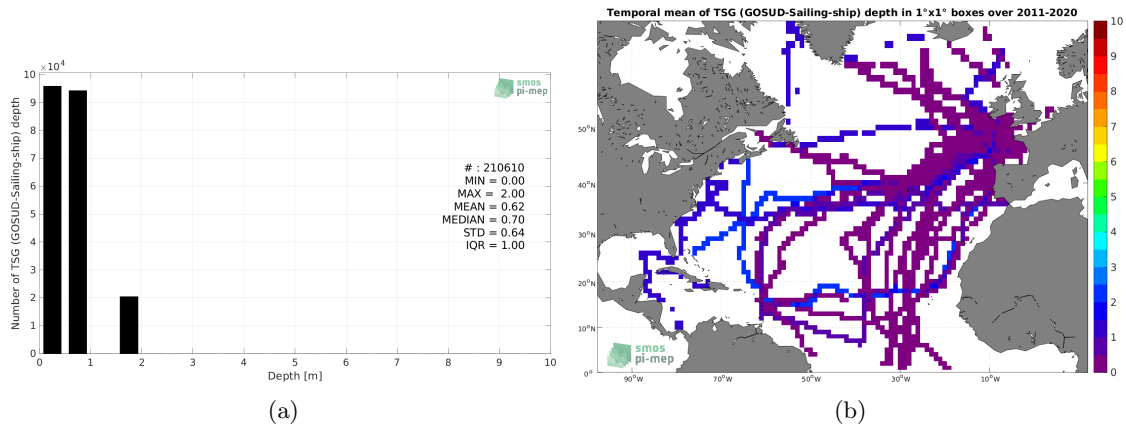 Temporal mean of TSG (GOSUD-Sailing-ship) depth in 1°x1° boxes over 2011-2020
×10⁴
10
9
8
7
6
5
4
3
2
1
0
Number of TSG (GOSUD-Sailing-ship) depth
smos
pi-mep
# : 210610
MIN = 0.00
MAX = 2.00
MEAN = 0.62
MEDIAN = 0.70
STD = 0.64
IQR = 1.00
0 1 2 3 4 5 6 7 8 9 10
Depth [m]
(a)
50°N
40°N
30°N
20°N
10°N
0°
90°W 70°W 50°W 30°W 10°W
smos
pi-mep
10
9
8
7
6
5
4
3
2
1
0
(b)